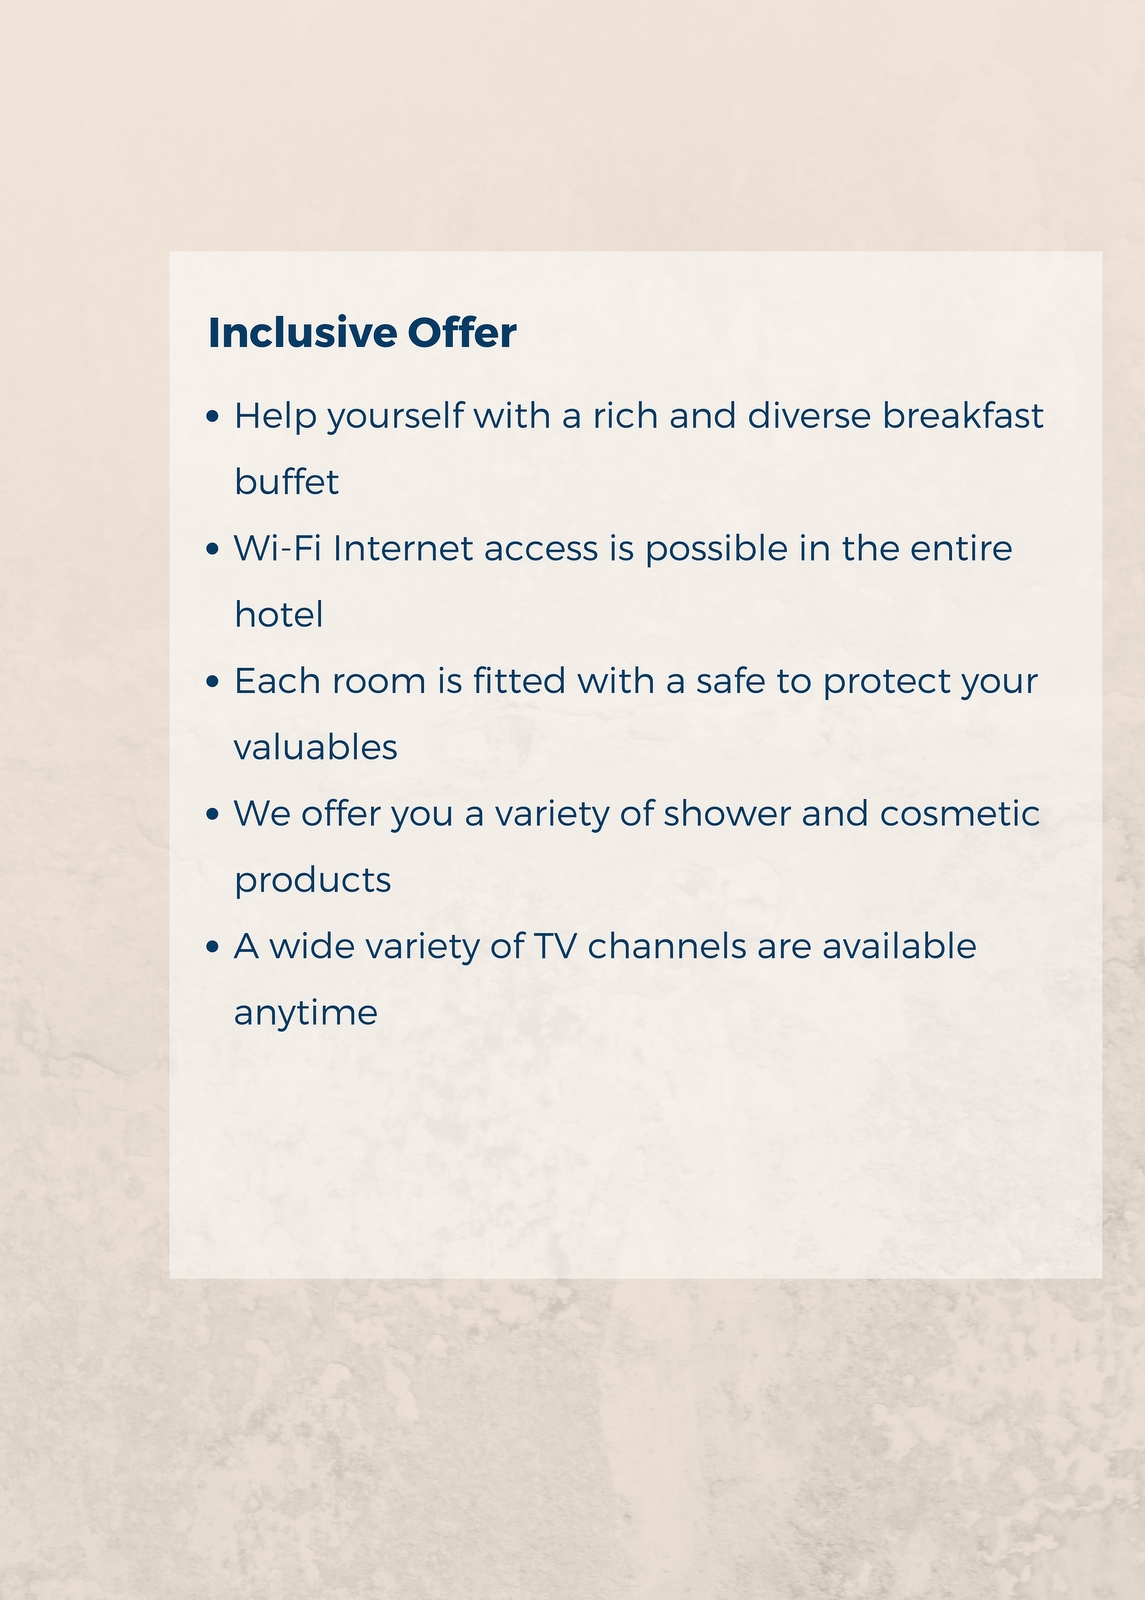 Inclusive Offer
• Help yourself with a rich and diverse breakfast
buffet
• Wi-Fi Internet access is possible in the entire
hotel
• Each room is fitted with a safe to protect your
valuables
• We offer you a variety of shower and cosmetic
products
• A wide variety of TV channels are available
anytime